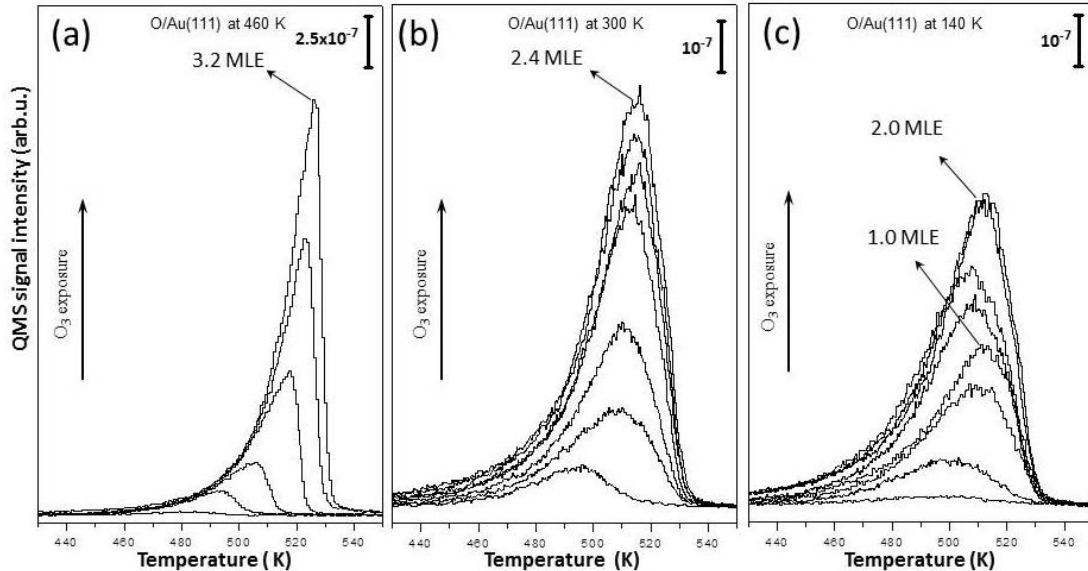 (a)
O/Au(111) at 460 K
2.5x10⁻⁷
3.2 MLE
(b)
O/Au(111) at 300 K
10⁻⁷
2.4 MLE
(c)
O/Au(111) at 140 K
10⁻⁷
2.0 MLE
1.0 MLE
QMS signal intensity (arb.u.)
O₃ exposure
O₃ exposure
O₃ exposure
440 460 480 500 520 540
440 460 480 500 520 540
440 460 480 500 520 540
Temperature ( K)
Temperature (K)
Temperature (K)